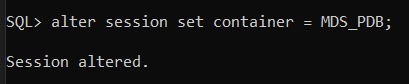 SQL> alter session set container = MDS_PDB;
Session altered.